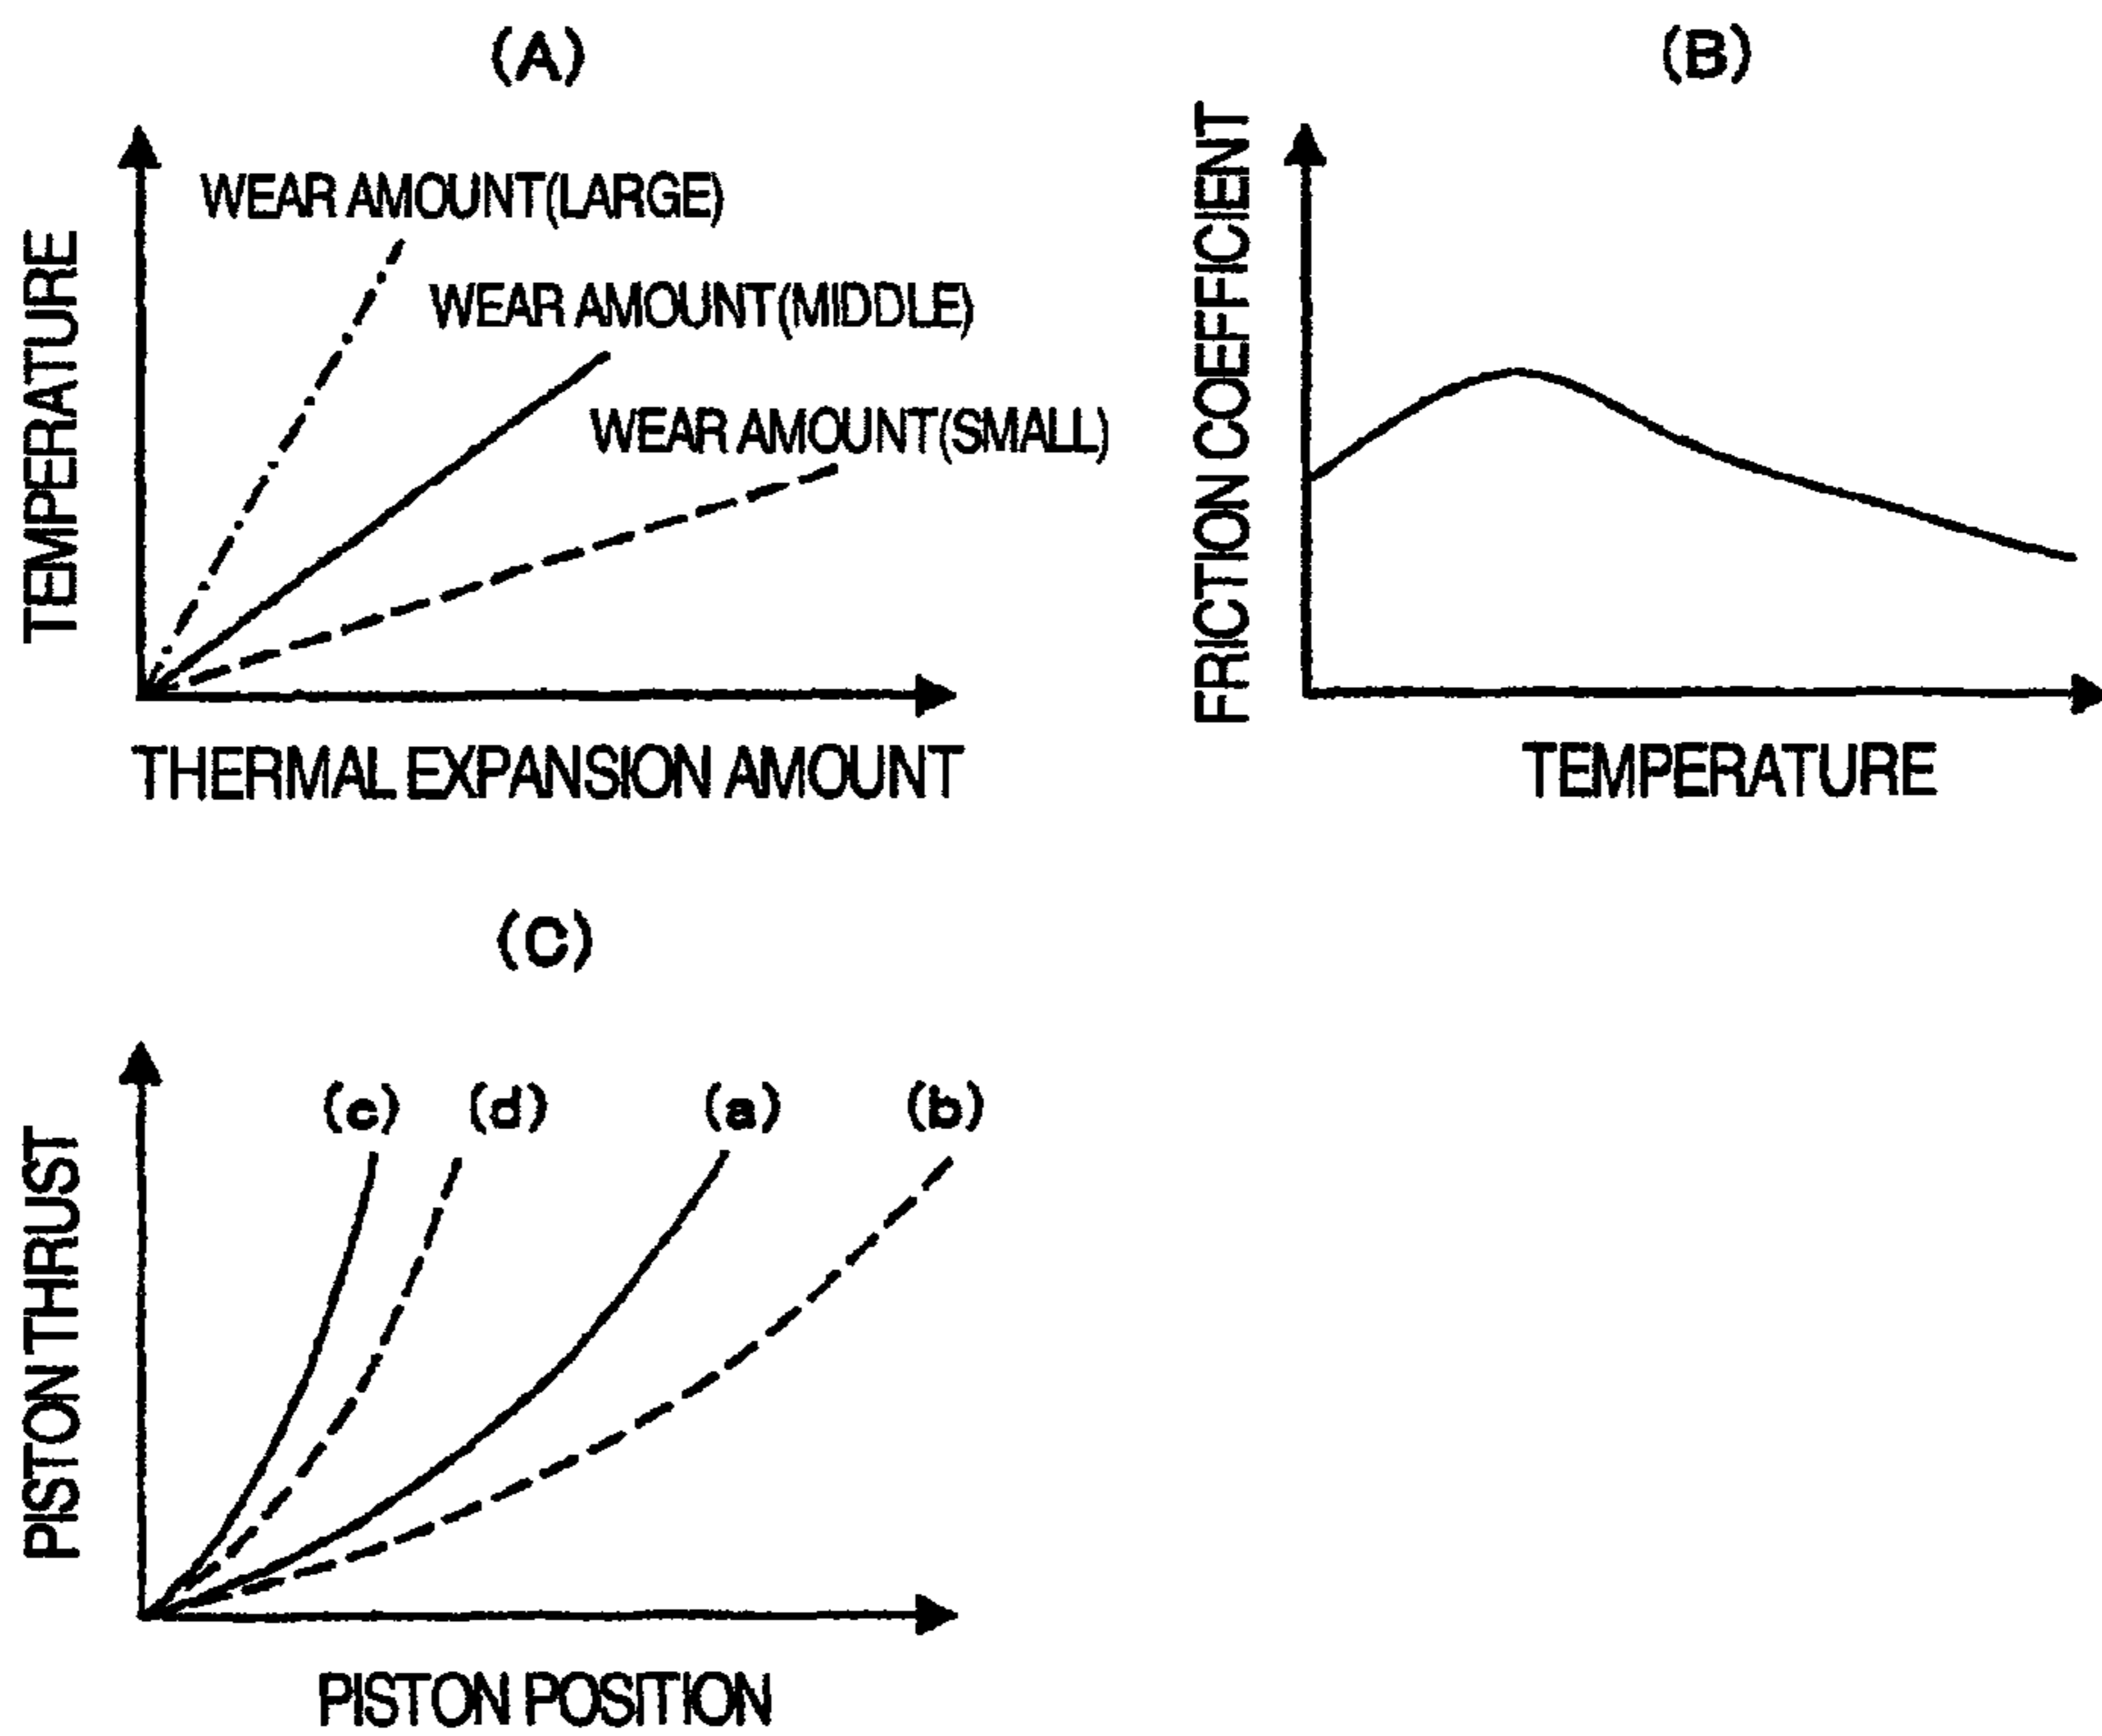 (A)
TEMPERATURE
WEAR AMOUNT(LARGE)
WEAR AMOUNT(MIDDLE)
WEAR AMOUNT(SMALL)
THERMAL EXPANSION AMOUNT
(B)
FRICTION COEFFICIENT
TEMPERATURE
(C)
PISTON THRUST
(c) (d) (a) (b)
PISTON POSITION